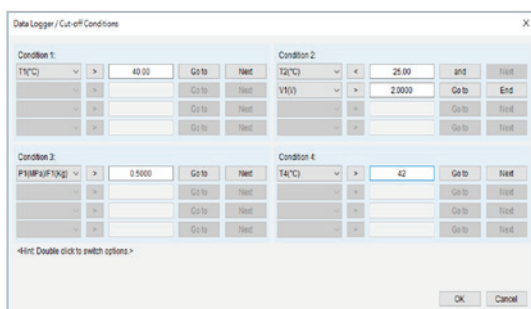 Data Logger / Cut-off Conditions X
Condition 1:
T1(°C) > 40.00 Go to Next
> Go to Next
> Go to Next
> Go to Next
Condition 2:
T2(°C) < 25.00 and Next
V1(V) > 2.0000 Go to End
> Go to Next
> Go to Next
Condition 3:
P1(MPa)/F1(Kg) > 0.5000 Go to Next
> Go to Next
> Go to Next
> Go to Next
Condition 4:
T4(°C) > 42 Go to Next
> Go to Next
> Go to Next
> Go to Next
<Hint: Double click to switch options.>
OK Cancel